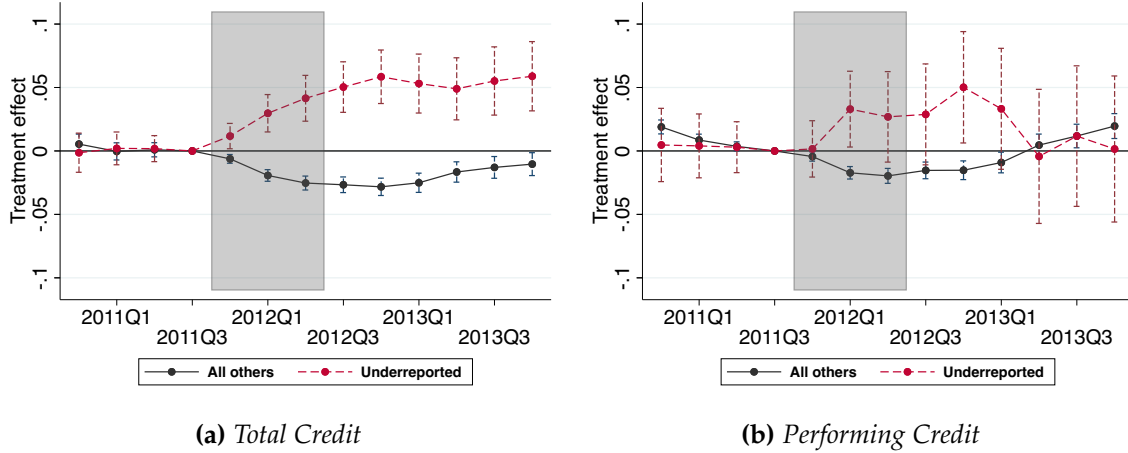 Treatment effect
.1
.05
0
-.05
-.1
2011Q1 2012Q1 2013Q1
2011Q3 2012Q3 2013Q3
All others Underreported
(a) Total Credit
Treatment effect
.1
.05
0
-.05
-.1
2011Q1 2012Q1 2013Q1
2011Q3 2012Q3 2013Q3
All others Underreported
(b) Performing Credit